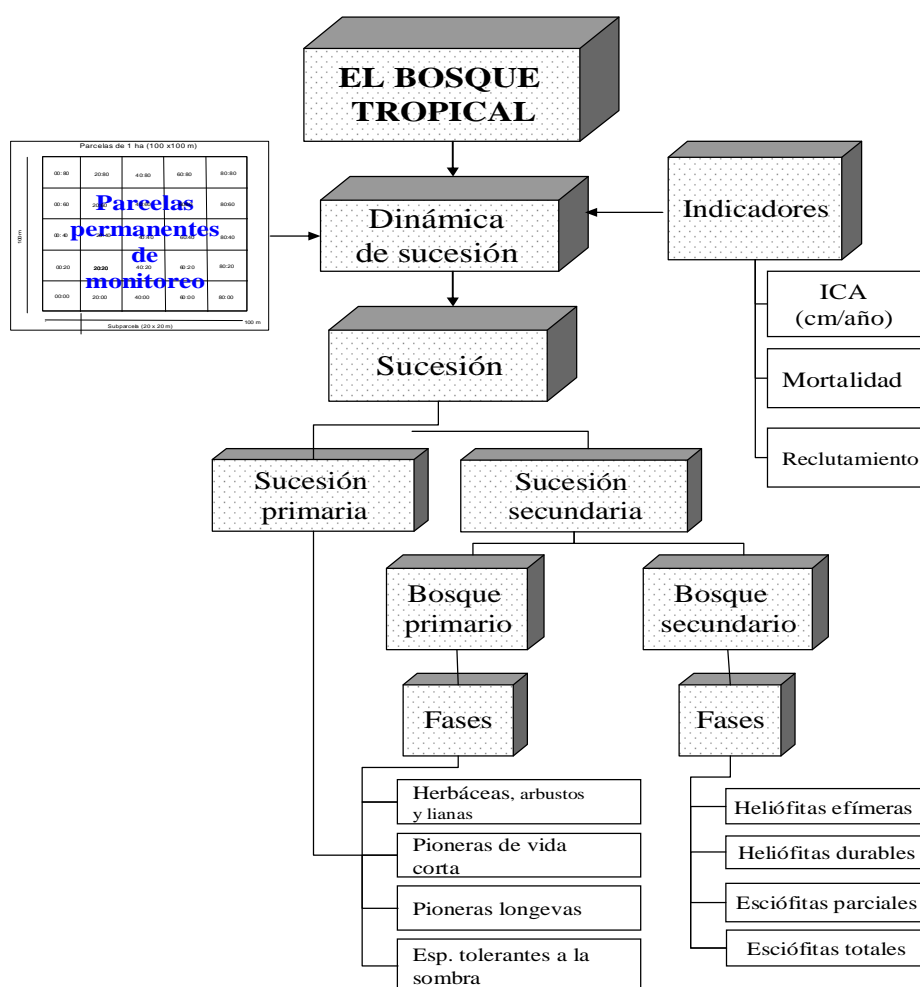 EL BOSQUE
TROPICAL
Parcelas de 1 ha (100 x100 m)
00:80 20:80 40:80 60:80 80:80
00:60 80:60
00:40 80:40
00:20 20:20 40:20 60:20 80:20
00:00 20:00 40:00 60:00 80:00
100m
Subparcela (20 x 20 m)
100 m
Parcelas
permanentes
de
monitoreo
Dinámica
de sucesión
Indicadores
ICA
(cm/año)
Mortalidad
Reclutamiento
Sucesión
Sucesión
primaria
Sucesión
secundaria
Bosque
primario
Bosque
secundario
Fases
Fases
Herbáceas, arbustos
y lianas
Pioneras de vida
corta
Pioneras longevas
Esp. tolerantes a la
sombra
Heliófitas efímeras
Heliófitas durables
Esciófitas parciales
Esciófitas totales